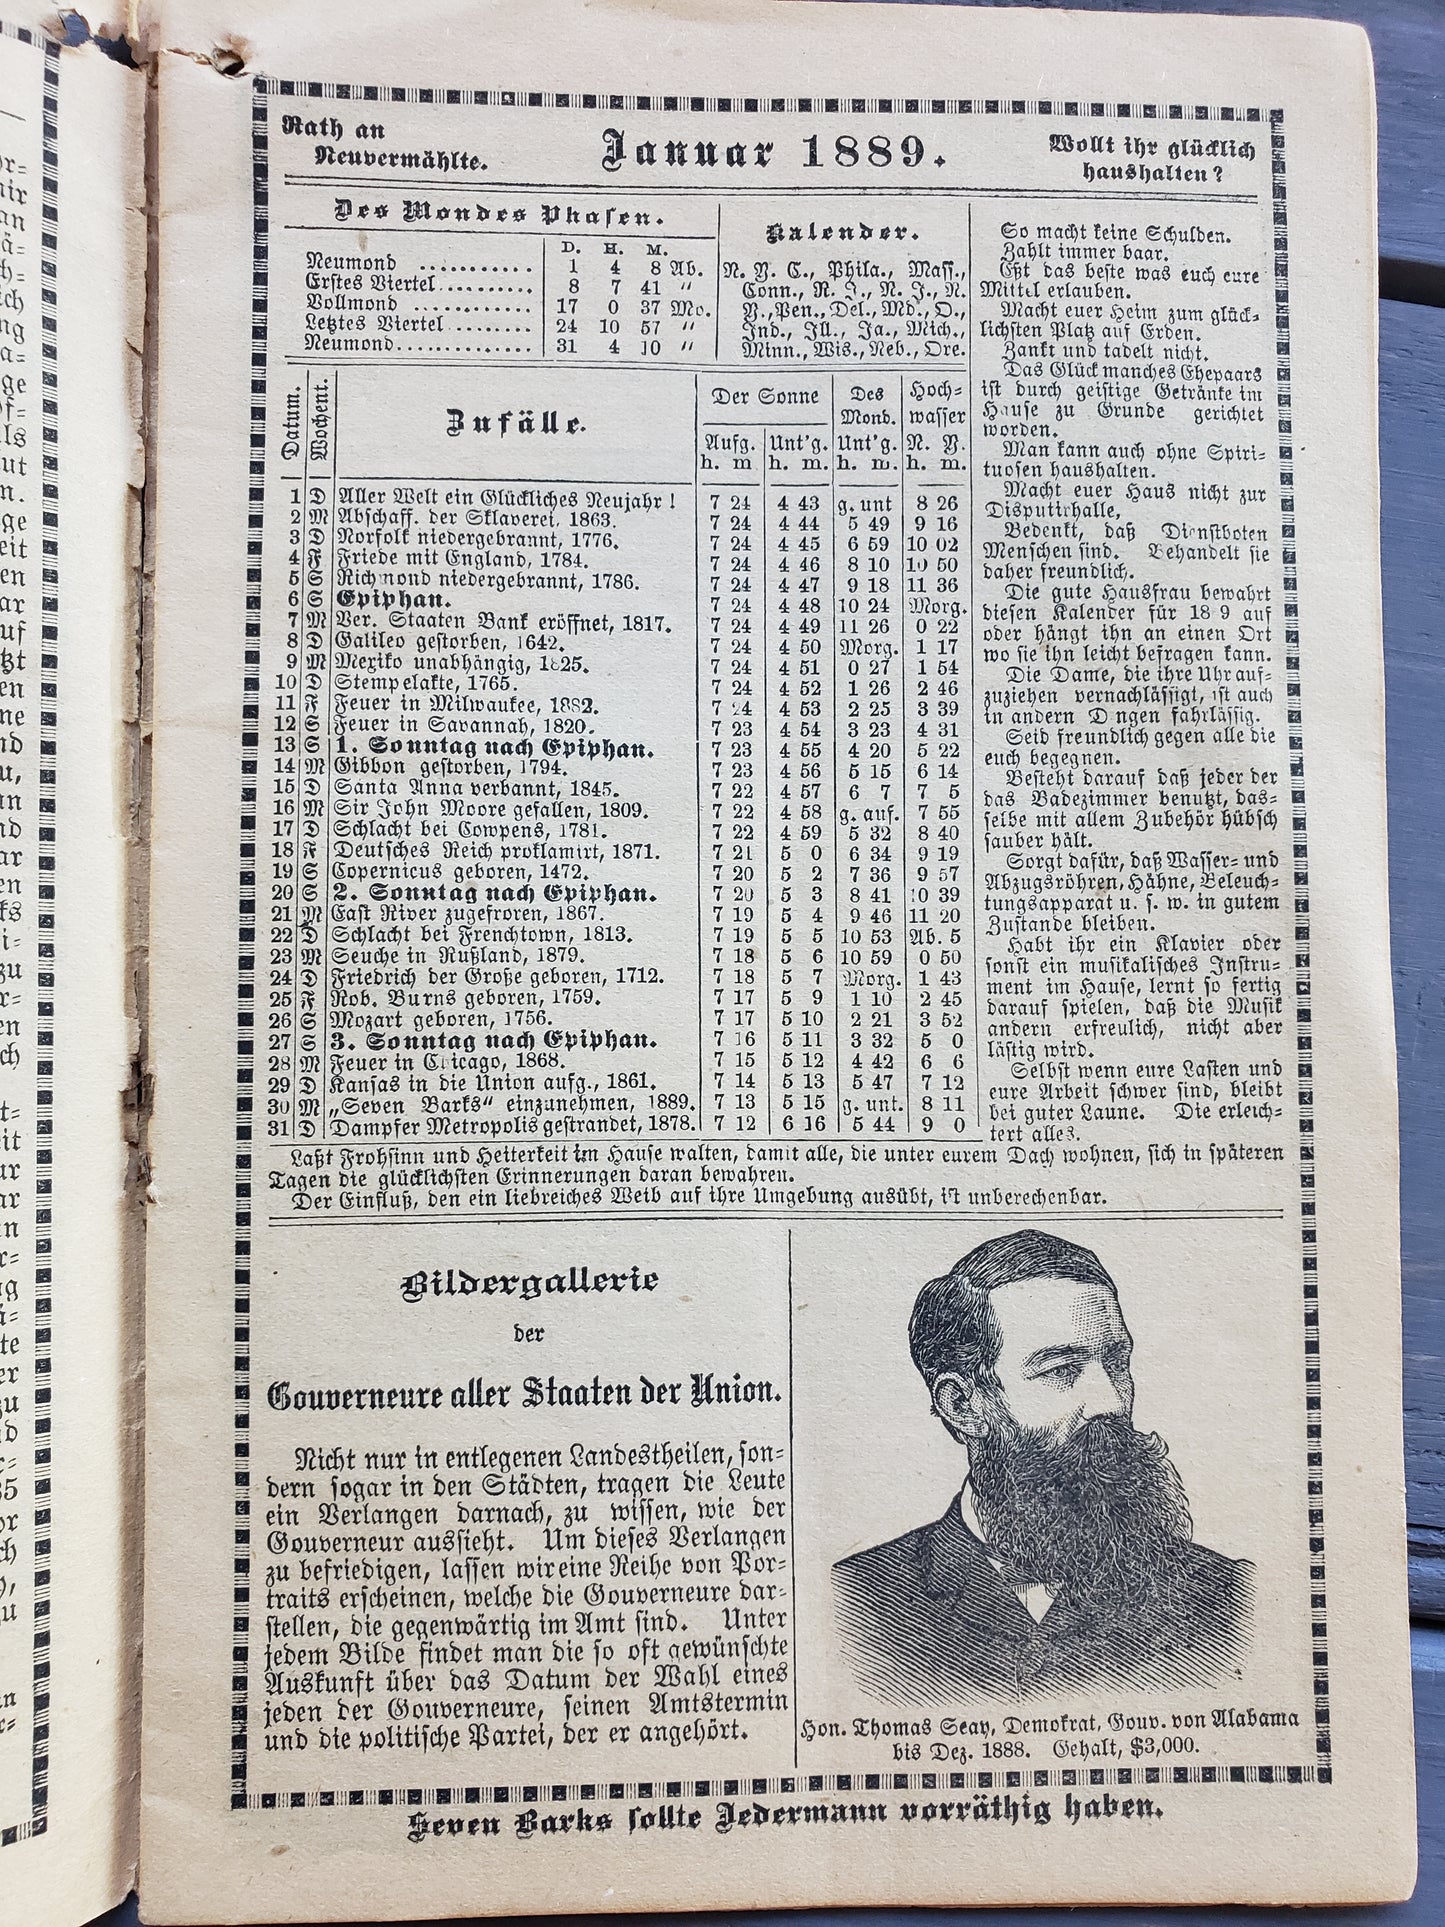 Rath an
Neuvermählte.
Januar 1889.
Wollt ihr glücklich
haushalten?
Des Mondes Phasen.
D. H. M.
Neumond ........... 1 4 8 Ab.
Erstes Viertel.......... 8 7 41 "
Vollmond ............ 17 0 37 Mo.
Letztes Viertel........ 24 10 57 "
Neumond.............. 31 4 10 "
Kalender.
N. Y. C., Phila., Mass.,
Conn., R. I., N. J., N.
Y., Pen., Del., Md., O.,
Ind., Ill., Ia., Mich.,
Minn., Wis., Neb., Ore.
Datum.
Wochent.
Zufälle.
Der Sonne
Des
Mond.
Hoch-
wasser
Aufg. Unt'g. Unt'g. N. Y.
h. m h. m. h. m. h. m.
1 D Aller Welt ein Glückliches Neujahr! 7 24 4 43 g. unt 8 26
2 M Abschaff. der Sklaverei, 1863. 7 24 4 44 5 49 9 16
3 D Norfolk niedergebrannt, 1776. 7 24 4 45 6 59 10 02
4 F Friede mit England, 1784. 7 24 4 46 8 10 10 50
5 S Richmond niedergebrannt, 1786. 7 24 4 47 9 18 11 36
6 S Epiphan. 7 24 4 48 10 24 Morg.
7 M Ver. Staaten Bank eröffnet, 1817. 7 24 4 49 11 26 0 22
8 D Galileo gestorben, 1642. 7 24 4 50 Morg. 1 17
9 M Mexiko unabhängig, 1825. 7 24 4 51 0 27 1 54
10 D Stempelakte, 1765. 7 24 4 52 1 26 2 46
11 F Feuer in Milwaukee, 1882. 7 24 4 53 2 25 3 39
12 S Feuer in Savannah, 1820. 7 23 4 54 3 23 4 31
13 S 1. Sonntag nach Epiphan. 7 23 4 55 4 20 5 22
14 M Gibbon gestorben, 1794. 7 23 4 56 5 15 6 14
15 D Santa Anna verbannt, 1845. 7 22 4 57 6 7 7 5
16 M Sir John Moore gefallen, 1809. 7 22 4 58 g. auf. 7 55
17 D Schlacht bei Cowpens, 1781. 7 22 4 59 5 32 8 40
18 F Deutsches Reich proklamirt, 1871. 7 21 5 0 6 34 9 19
19 S Copernicus geboren, 1472. 7 20 5 2 7 36 9 57
20 S 2. Sonntag nach Epiphan. 7 20 5 3 8 41 10 39
21 M East River zugefroren, 1867. 7 19 5 4 9 46 11 20
22 D Schlacht bei Frenchtown, 1813. 7 19 5 5 10 53 Ab. 5
23 M Seuche in Rußland, 1879. 7 18 5 6 10 59 0 50
24 D Friedrich der Große geboren, 1712. 7 18 5 7 Morg. 1 43
25 F Rob. Burns geboren, 1759. 7 17 5 9 1 10 2 45
26 S Mozart geboren, 1756. 7 17 5 10 2 21 3 52
27 S 3. Sonntag nach Epiphan. 7 16 5 11 3 32 5 0
28 M Feuer in Chicago, 1868. 7 15 5 12 4 42 6 6
29 D Kansas in die Union aufg., 1861. 7 14 5 13 5 47 7 12
30 M „Seven Barks“ einzunehmen, 1889. 7 13 5 15 g. unt. 8 11
31 D Dampfer Metropolis gestrandet, 1878. 7 12 6 16 5 44 9 0
So macht keine Schulden.
Zahlt immer baar.
Eßt das beste was euch eure
Mittel erlauben.
Macht euer Heim zum glück-
lichsten Platz auf Erden.
Zankt und tadelt nicht.
Das Glück manches Ehepaars
ist durch geistige Getränke im
Hause zu Grunde gerichtet
worden.
Man kann auch ohne Spiri-
tuosen haushalten.
Macht euer Haus nicht zur
Disputirhalle,
Bedenkt, daß Dienstboten
Menschen sind. Behandelt sie
daher freundlich.
Die gute Hausfrau bewahrt
diesen Kalender für 18 9 auf
oder hängt ihn an einen Ort
wo sie ihn leicht befragen kann.
Die Dame, die ihre Uhr auf-
zuziehen vernachlässigt, ist auch
in andern D ngen fahrlässig.
Seid freundlich gegen alle die
euch begegnen.
Besteht darauf daß jeder der
das Badezimmer benutzt, das-
selbe mit allem Zubehör hübsch
sauber hält.
Sorgt dafür, daß Wasser- und
Abzugsröhren, Hähne, Beleuch-
tungsapparat u. s. w. in gutem
Zustande bleiben.
Habt ihr ein Klavier oder
sonst ein musikalisches Instru-
ment im Hause, lernt so fertig
darauf spielen, daß die Musik
andern erfreulich, nicht aber
lästig wird.
Selbst wenn eure Lasten und
eure Arbeit schwer sind, bleibt
bei guter Laune. Die erleich-
tert alles.
Laßt Frohsinn und Heiterkeit im Hause walten, damit alle, die unter eurem Dach wohnen, sich in späteren
Tagen die glücklichsten Erinnerungen daran bewahren.
Der Einfluß, den ein liebreiches Weib auf ihre Umgebung ausübt, ist unberechenbar.
Bildergallerie
der
Gouverneure aller Staaten der Union.
Nicht nur in entlegenen Landestheilen, son-
dern sogar in den Städten, tragen die Leute
ein Verlangen darnach, zu wissen, wie der
Gouverneur aussieht. Um dieses Verlangen
zu befriedigen, lassen wir eine Reihe von Por-
traits erscheinen, welche die Gouverneure dar-
stellen, die gegenwärtig im Amt sind. Unter
jedem Bilde findet man die so oft gewünschte
Auskunft über das Datum der Wahl eines
jeden der Gouverneure, seinen Amtstermin
und die politische Partei, der er angehört.
Hon. Thomas Seay, Demokrat, Gouv. von Alabama
bis Dez. 1888. Gehalt, $3,000.
Seven Barks sollte Jedermann vorräthig haben.